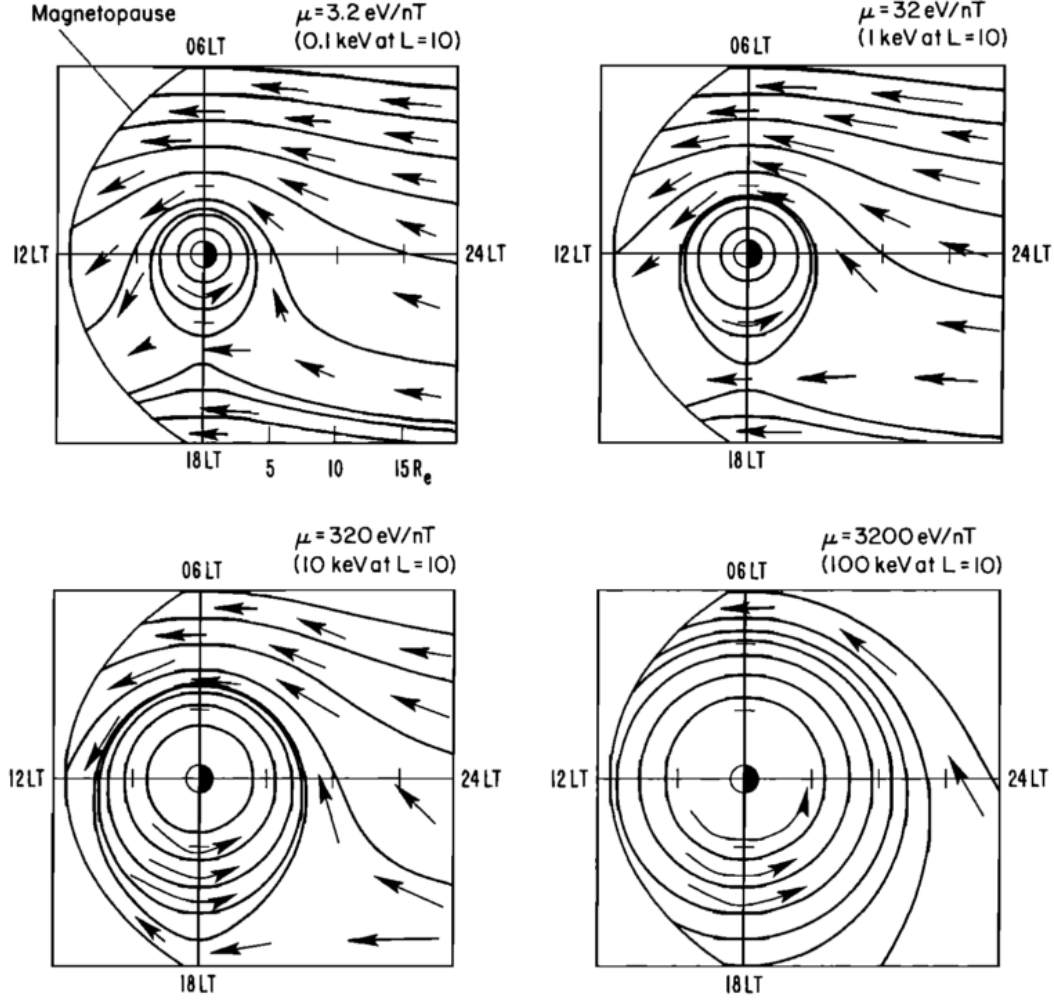 Magnetopause
μ = 3.2 eV/nT
(0.1 keV at L = 10)
06 LT
12 LT
24 LT
18 LT
5
10
15 Rₑ
μ = 32 eV/nT
(1 keV at L = 10)
06 LT
12 LT
24 LT
18 LT
μ = 320 eV/nT
(10 keV at L = 10)
06 LT
12 LT
24 LT
18 LT
μ = 3200 eV/nT
(100 keV at L = 10)
06 LT
12 LT
24 LT
18 LT